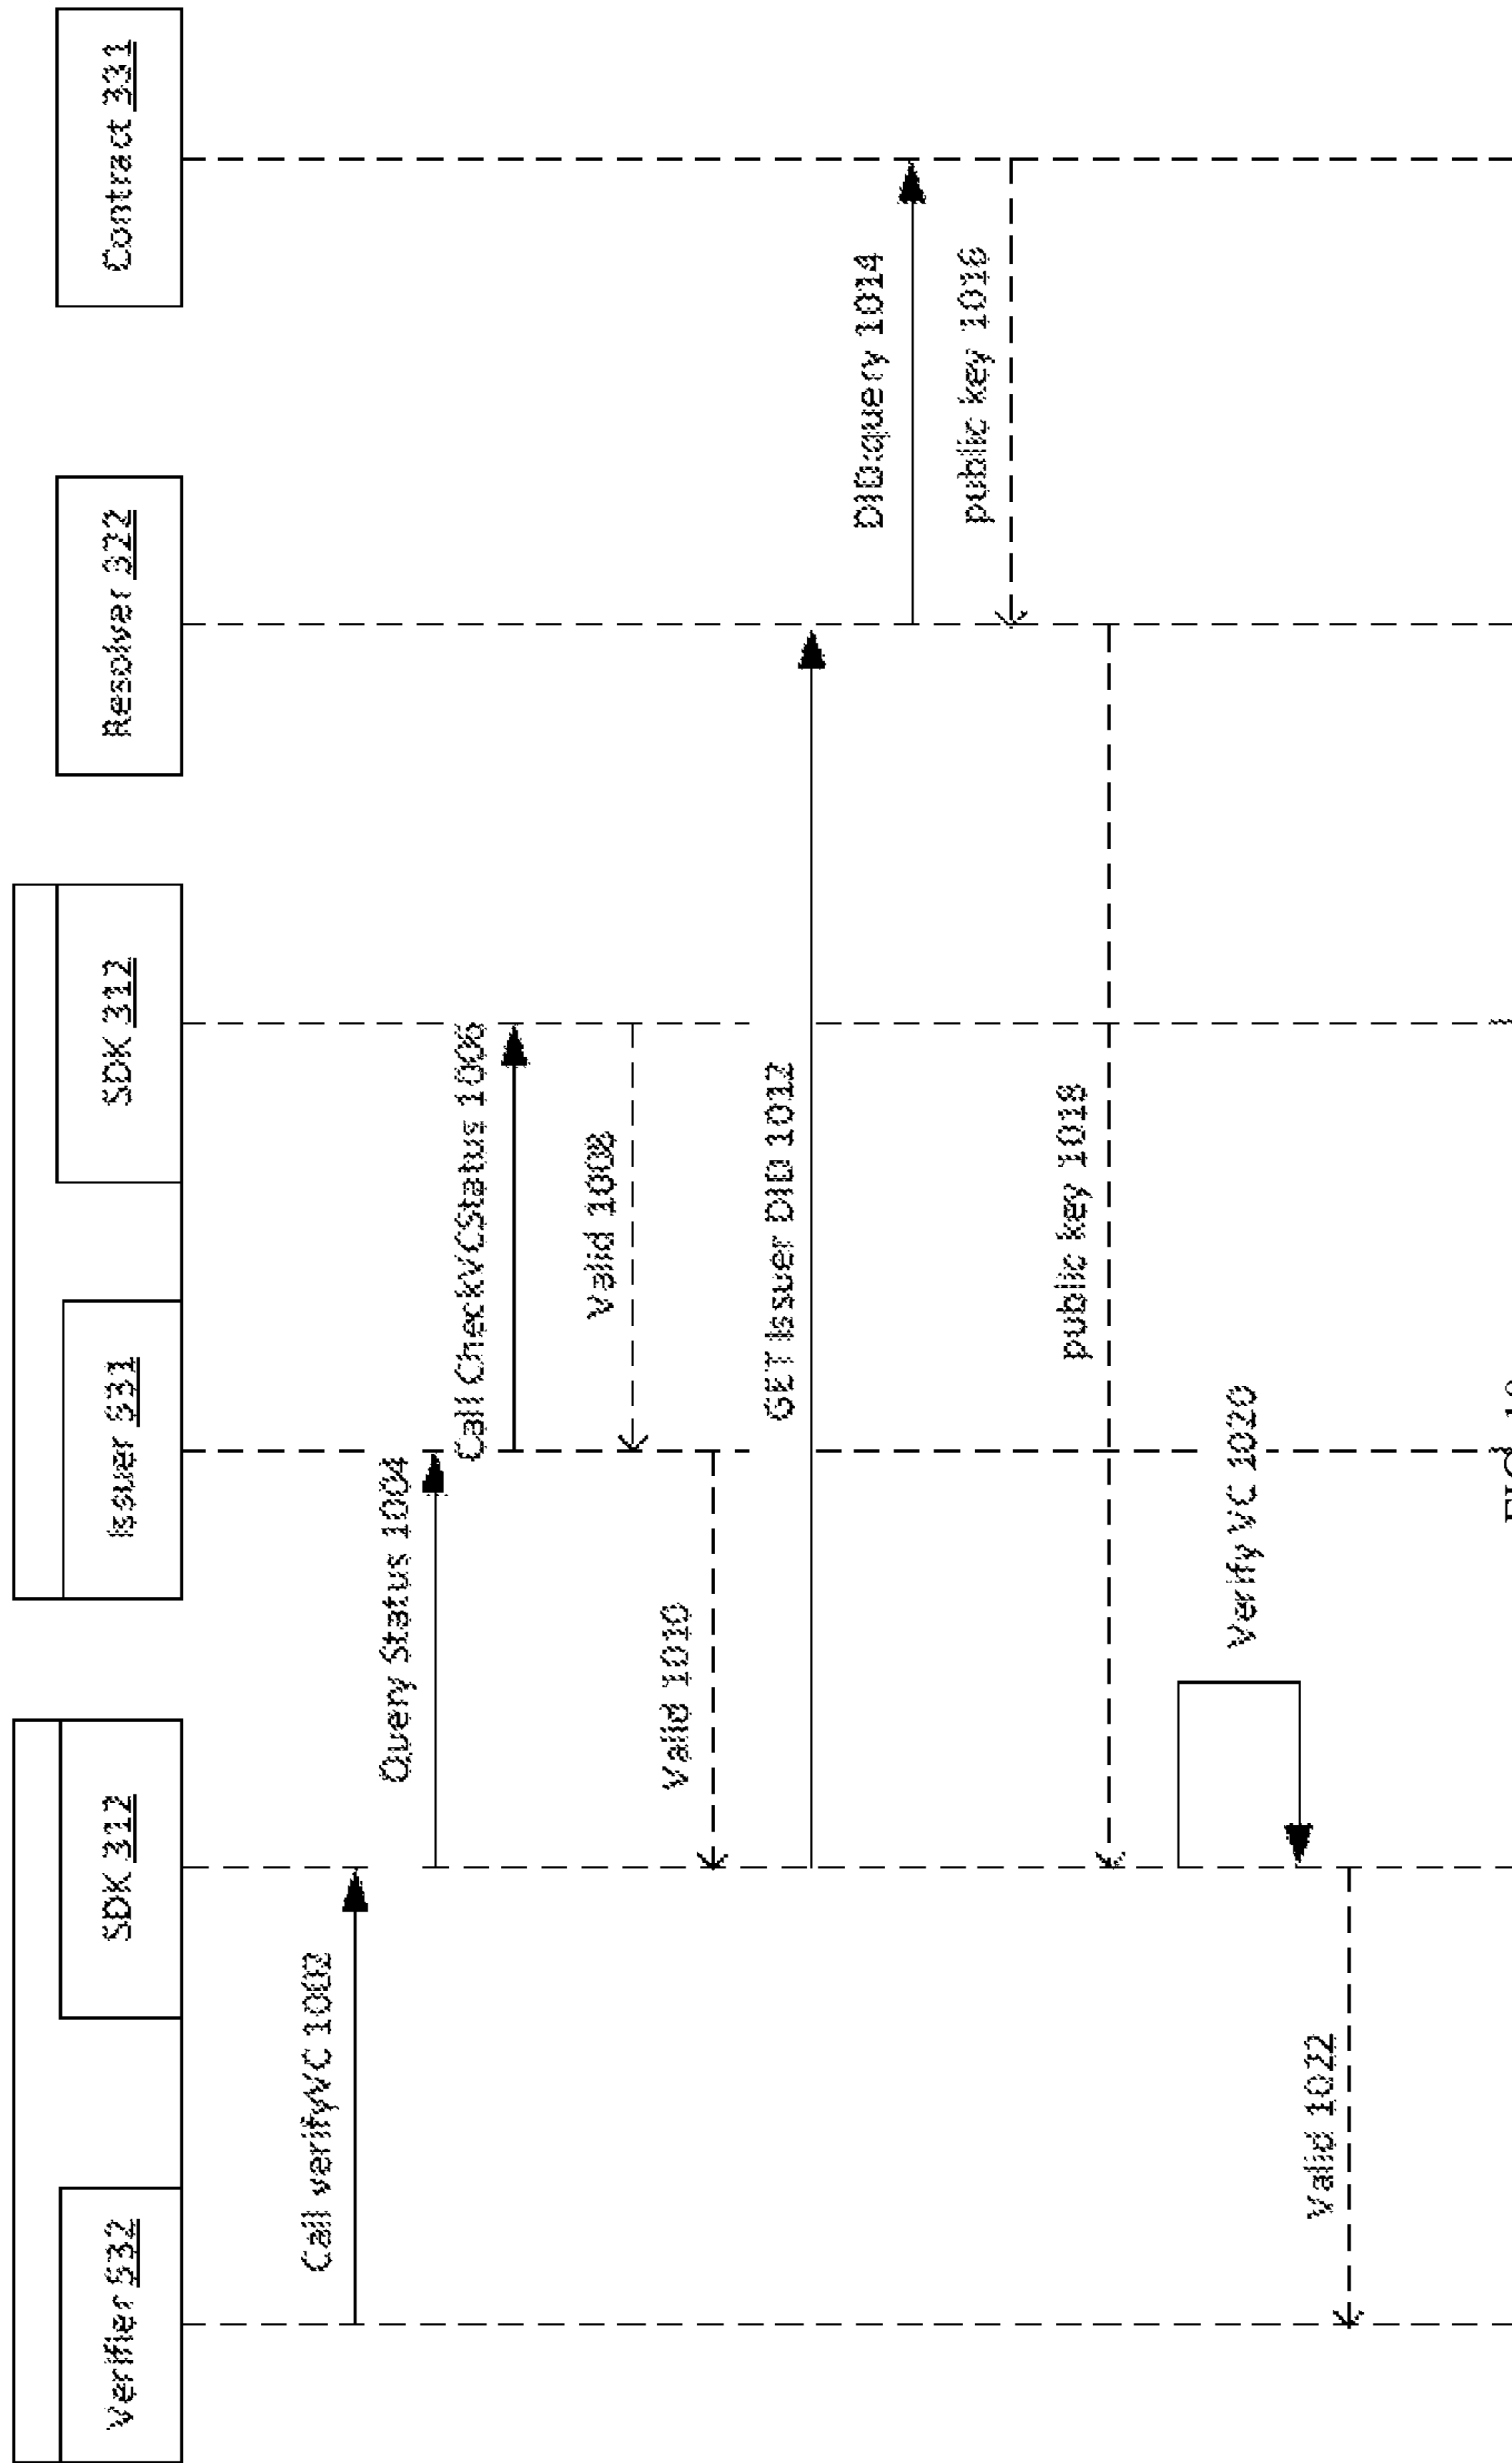 Verifier 532
SDK 312
Issuer 531
SDK 312
Resolver 322
Contract 331
Call verifyVC 1002
Query Status 1004
Call CheckVCStatus 1006
Valid 1008
Valid 1010
GET Issuer DID 1012
DID:query 1014
public key 1016
public key 1018
Verify VC 1020
Valid 1022